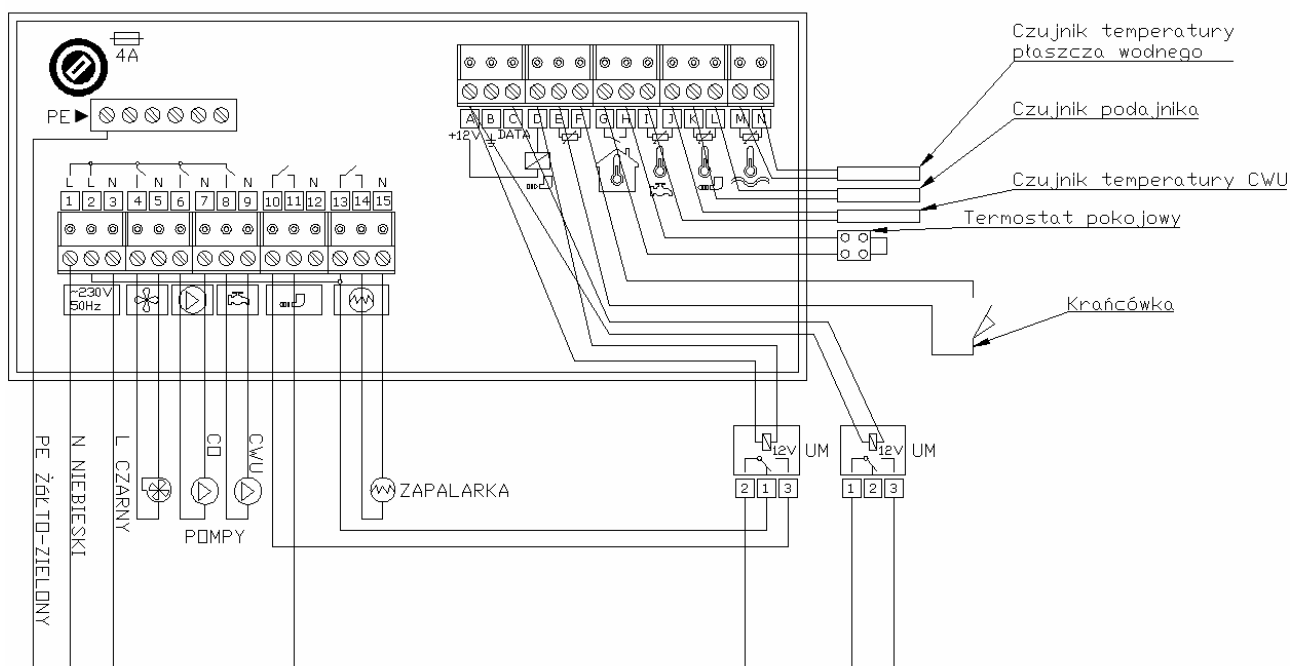 4A
PE
Czujnik temperatury
płaszcza wodnego
Czujnik podajnika
Czujnik temperatury CWU
Termostat pokojowy
Krańcówka
A B C D E F G H I J K L M N
+12V DATA
L L N N N N N N
1 2 3 4 5 6 7 8 9 10 11 12 13 14 15
~230V
50Hz
PE ŻÓŁTO-ZIELONY
N NIEBIESKI
L CZARNY
CO
CWU
POMPY
ZAPALARKA
12V UM
2 1 3
12V UM
1 2 3